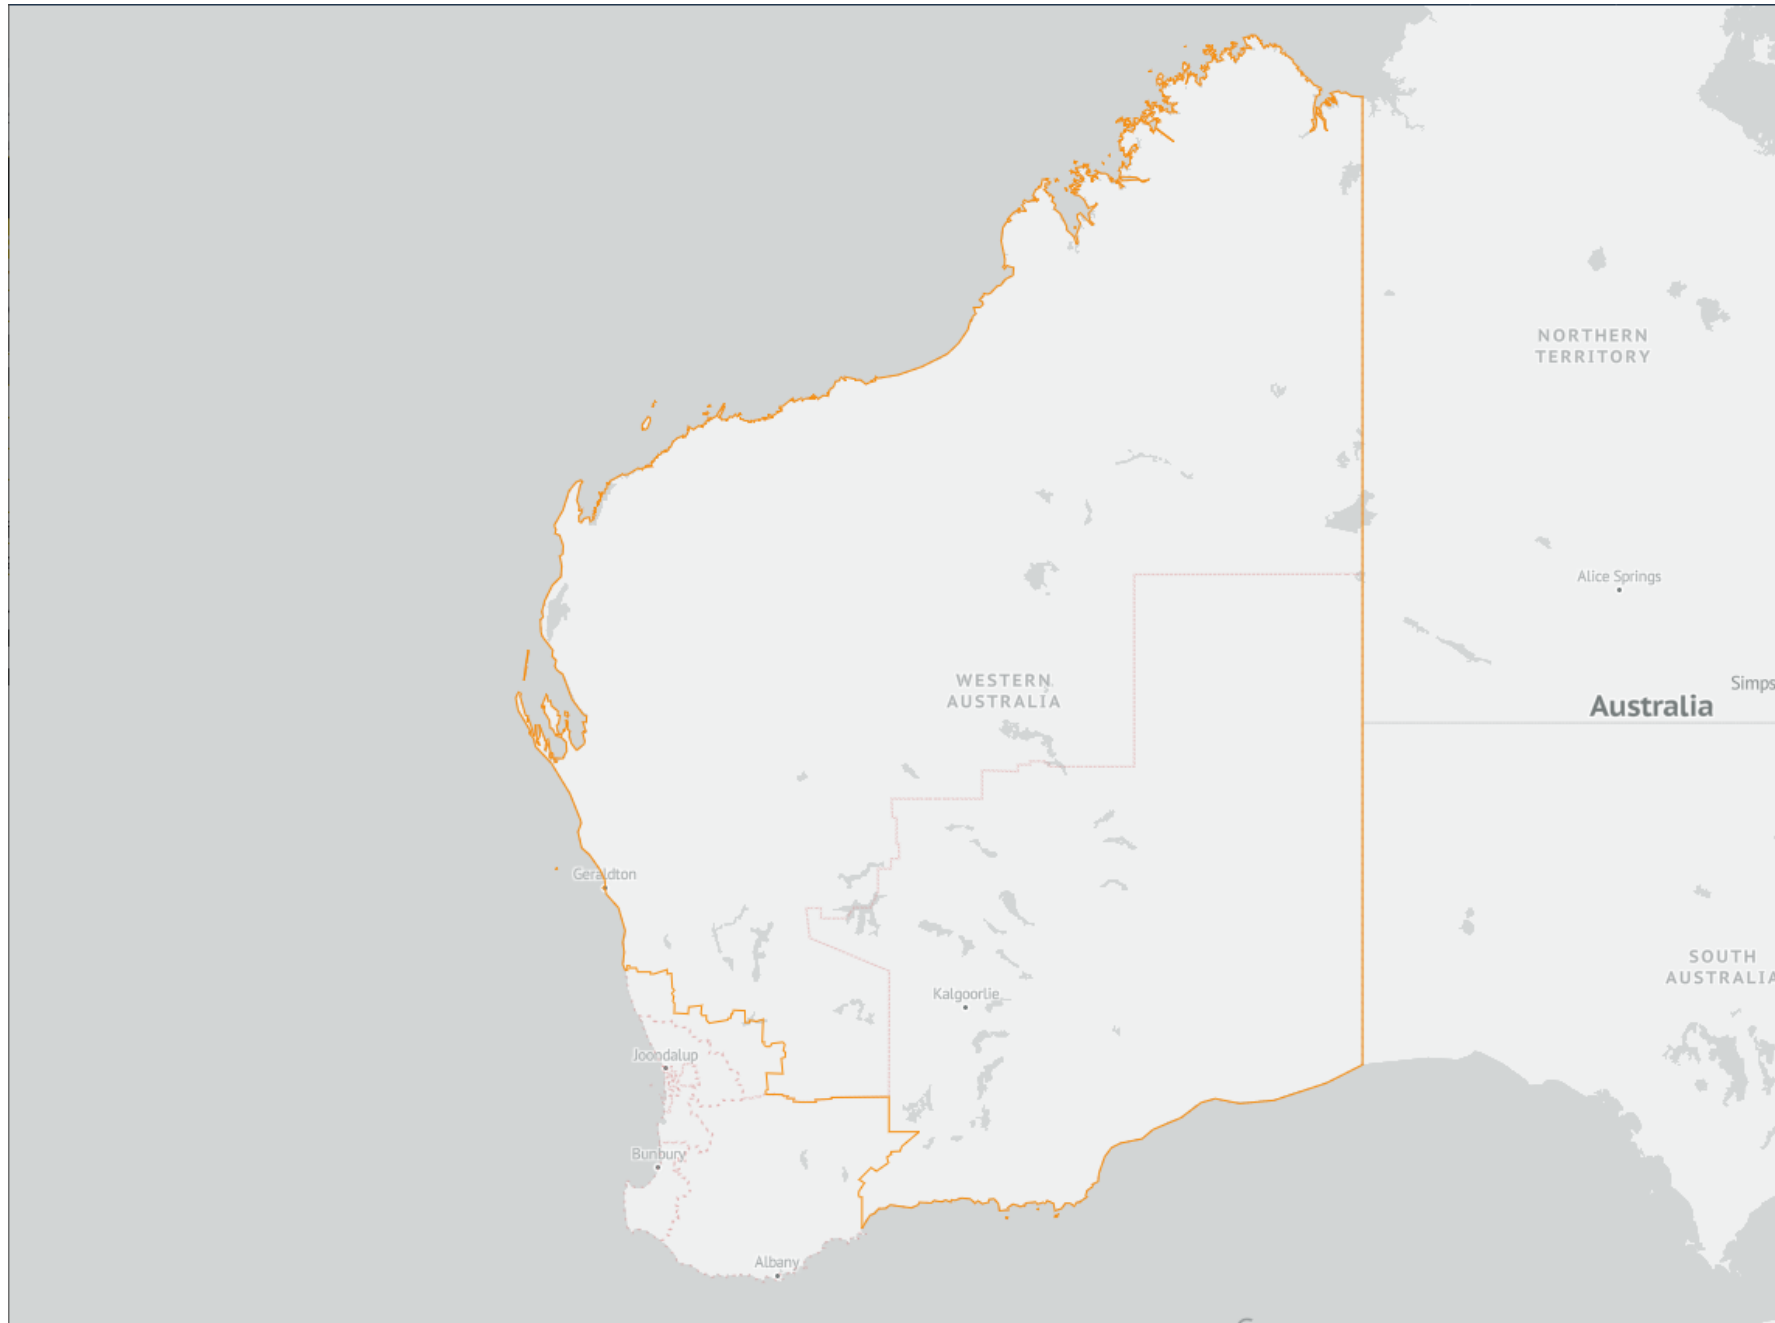 NORTHERN
TERRITORY
Alice Springs
WESTERN
AUSTRALIA
Simps
Australia
Geraldton
SOUTH
AUSTRALIA
Kalgoorlie
Joondalup
Bunbury
Albany